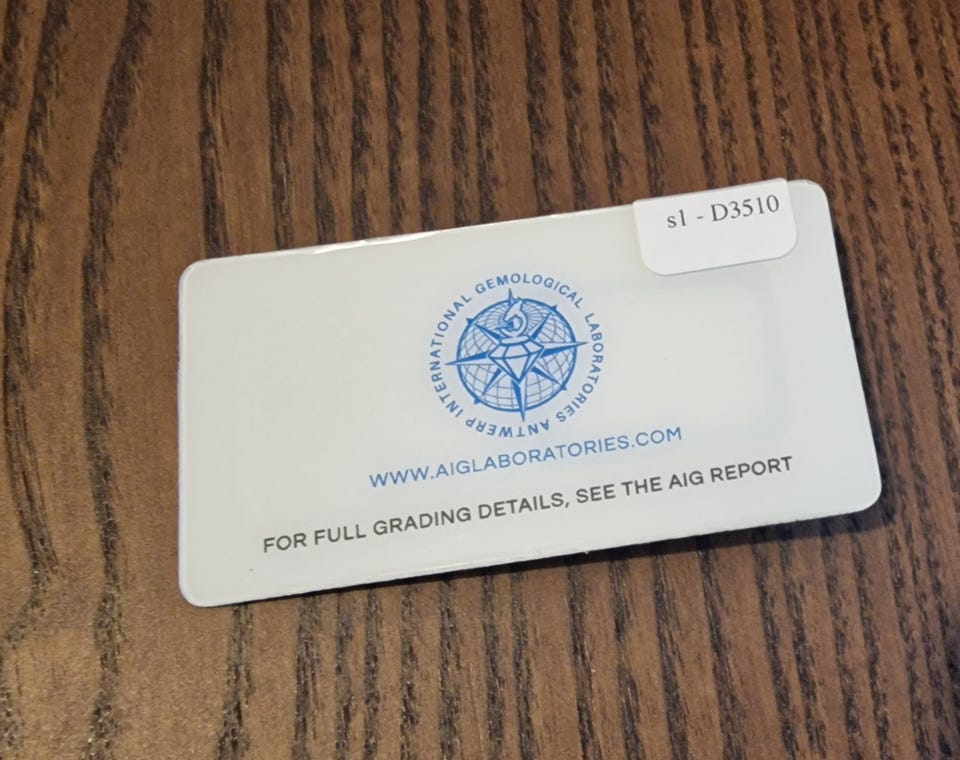 s1 - D3510
ANTWERP INTERNATIONAL GEMOLOGICAL LABORATORIES
WWW.AIGLABORATORIES.COM
FOR FULL GRADING DETAILS, SEE THE AIG REPORT